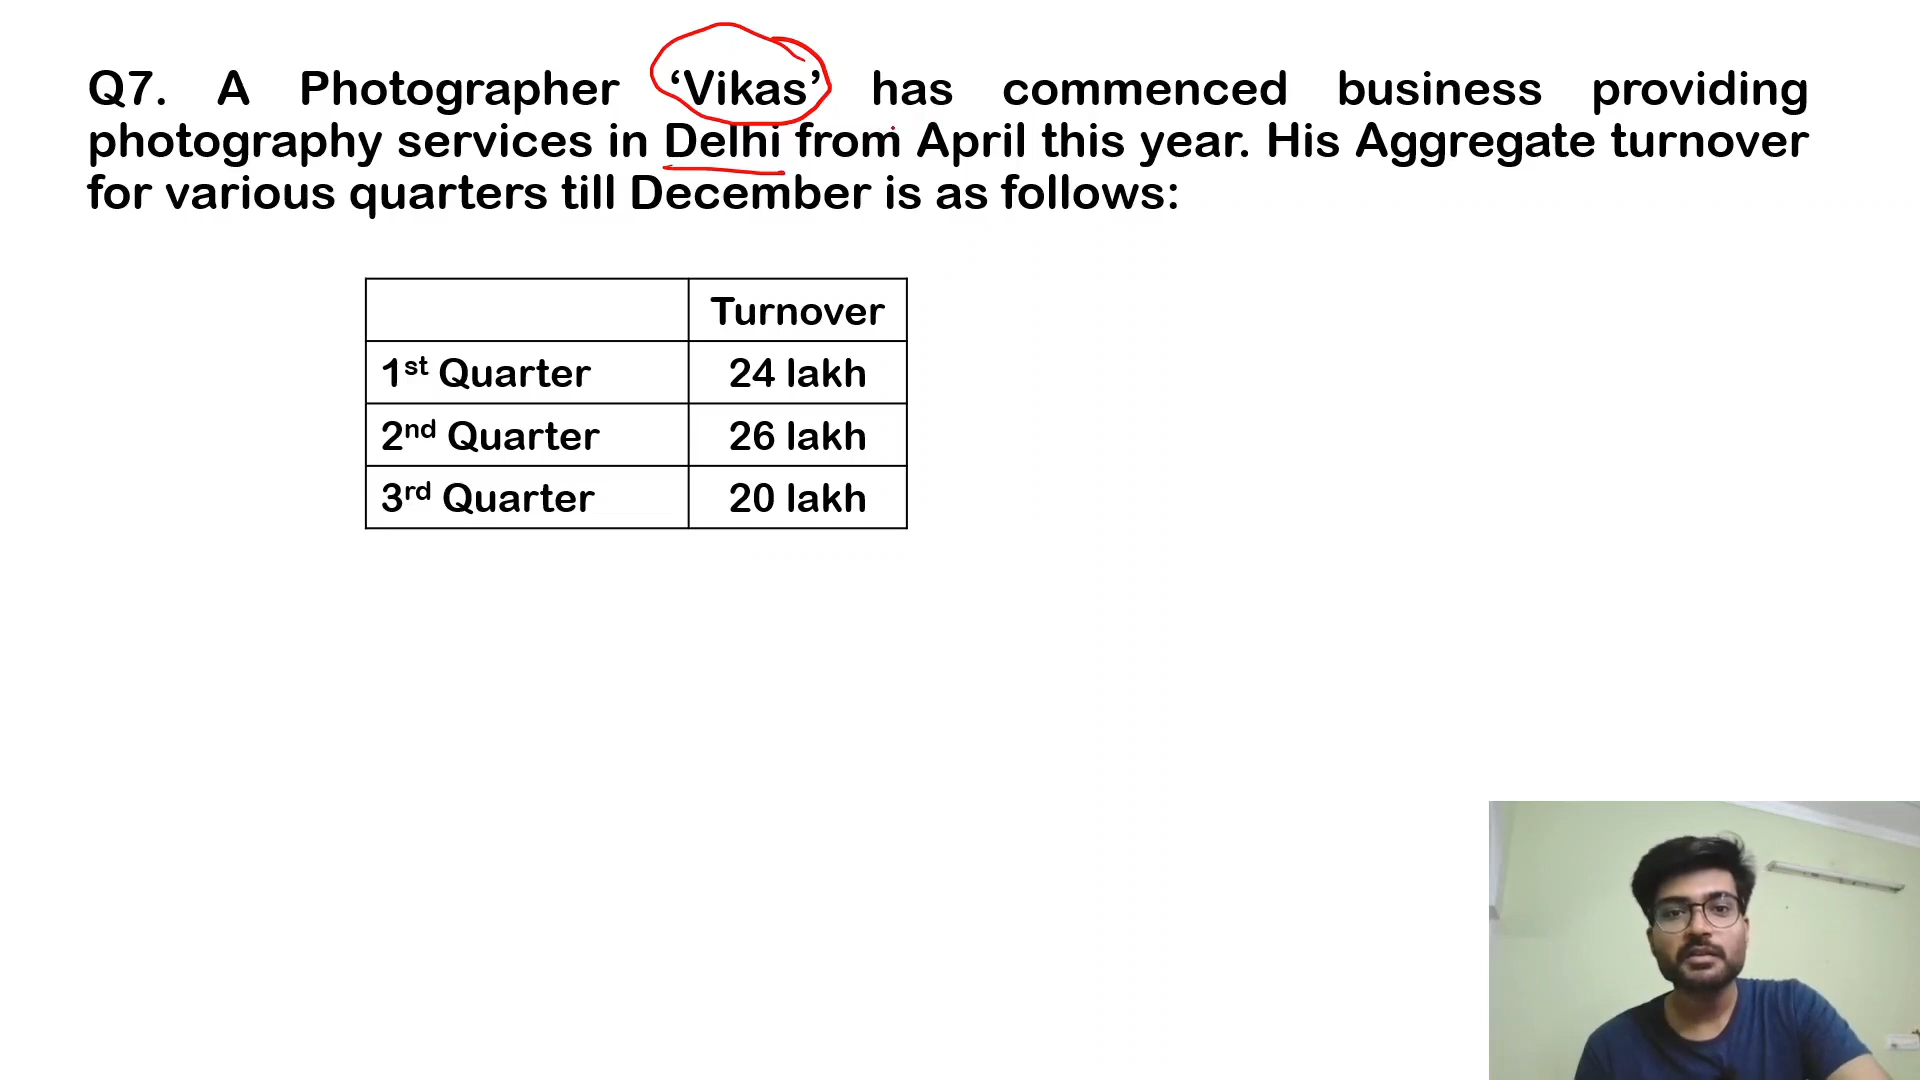 Q7. A Photographer ‘Vikas’ has commenced business providing
photography services in Delhi from April this year. His Aggregate turnover
for various quarters till December is as follows:
Turnover
1st Quarter 24 lakh
2nd Quarter 26 lakh
3rd Quarter 20 lakh